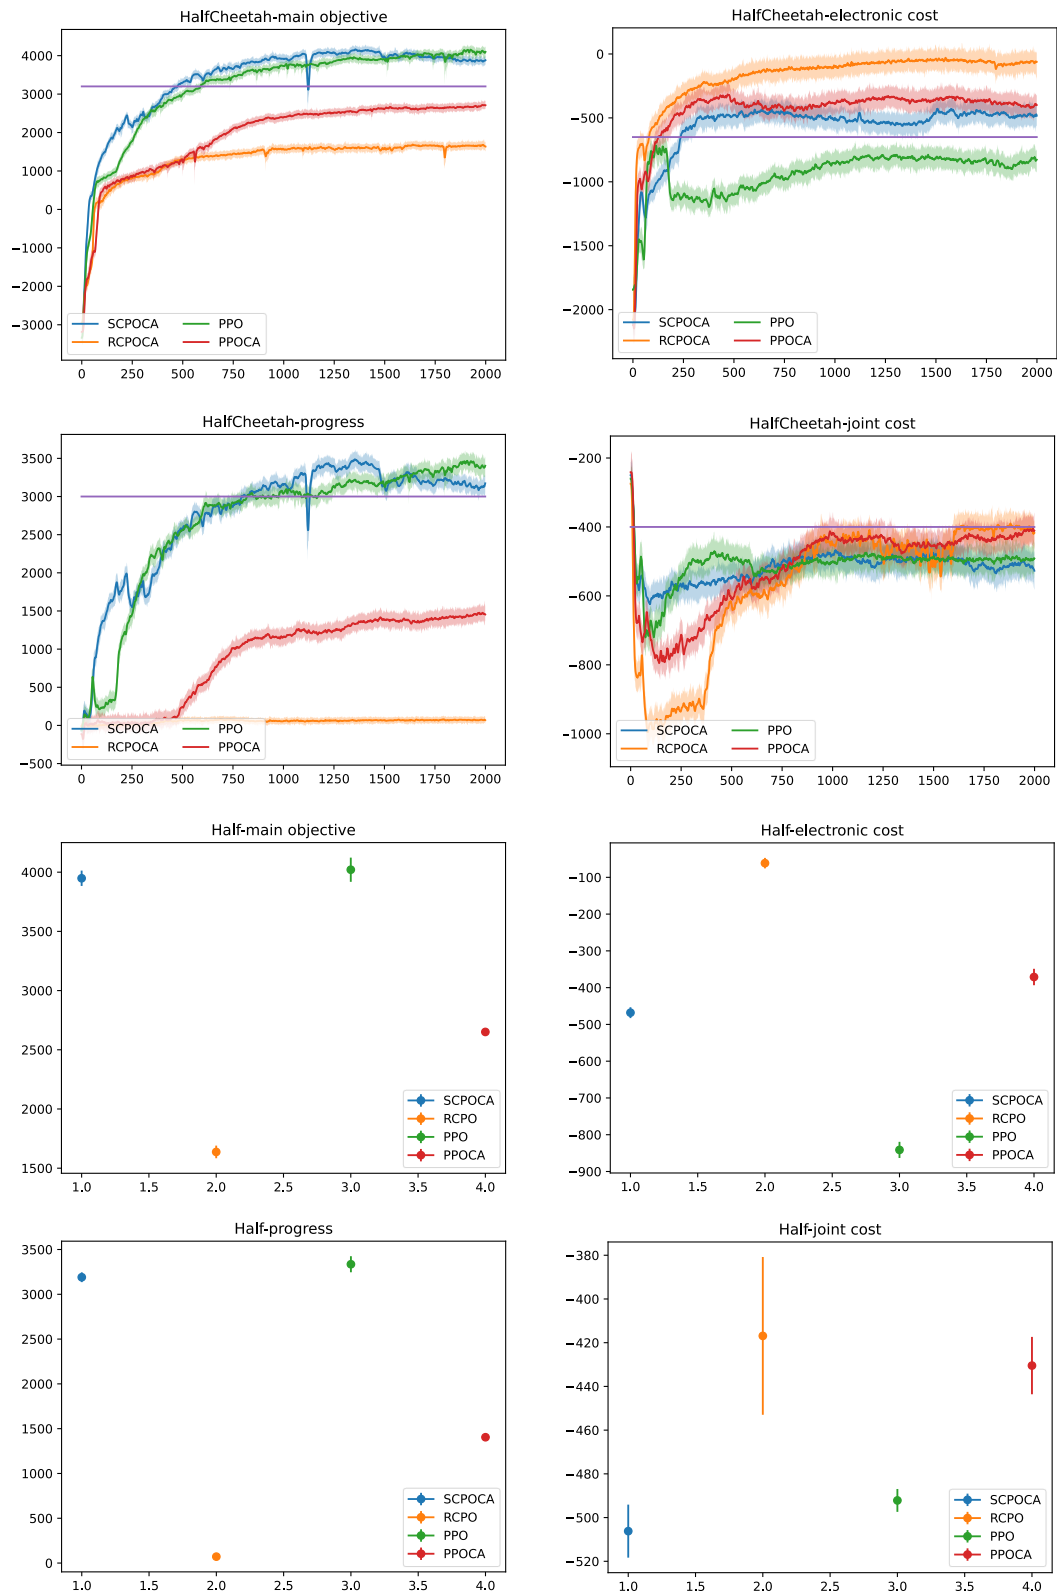 HalfCheetah-main objective
4000
3000
2000
1000
0
−1000
−2000
−3000
SCPOCA PPO
RCPOCA PPOCA
0 250 500 750 1000 1250 1500 1750 2000
HalfCheetah-electronic cost
0
−500
−1000
−1500
−2000
SCPOCA PPO
RCPOCA PPOCA
0 250 500 750 1000 1250 1500 1750 2000
HalfCheetah-progress
3500
3000
2500
2000
1500
1000
500
0
−500
SCPOCA PPO
RCPOCA PPOCA
0 250 500 750 1000 1250 1500 1750 2000
HalfCheetah-joint cost
−200
−400
−600
−800
−1000
SCPOCA PPO
RCPOCA PPOCA
0 250 500 750 1000 1250 1500 1750 2000
Half-main objective
4000
3500
3000
2500
2000
1500
SCPOCA
RCPO
PPO
PPOCA
1.0 1.5 2.0 2.5 3.0 3.5 4.0
Half-electronic cost
−100
−200
−300
−400
−500
−600
−700
−800
−900
SCPOCA
RCPO
PPO
PPOCA
1.0 1.5 2.0 2.5 3.0 3.5 4.0
Half-progress
3500
3000
2500
2000
1500
1000
500
0
SCPOCA
RCPO
PPO
PPOCA
1.0 1.5 2.0 2.5 3.0 3.5 4.0
Half-joint cost
−380
−400
−420
−440
−460
−480
−500
−520
SCPOCA
RCPO
PPO
PPOCA
1.0 1.5 2.0 2.5 3.0 3.5 4.0